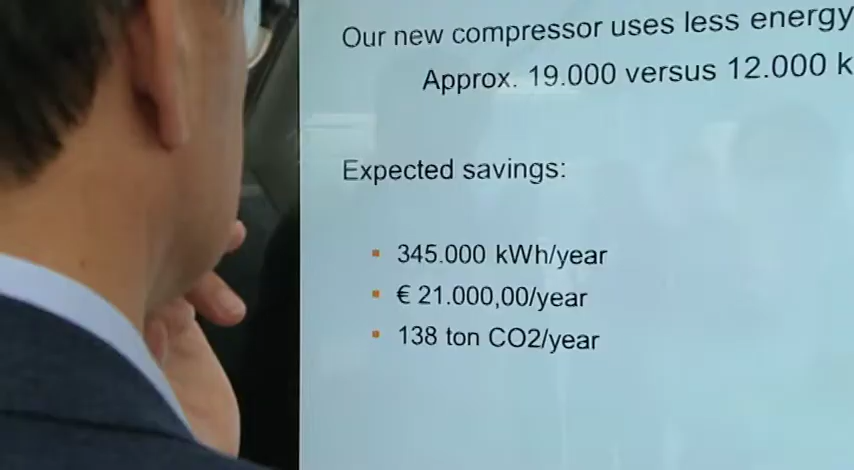 Our new compressor uses less energy
Approx. 19.000 versus 12.000 k
Expected savings:
▪ 345.000 kWh/year
▪ € 21.000,00/year
▪ 138 ton CO2/year